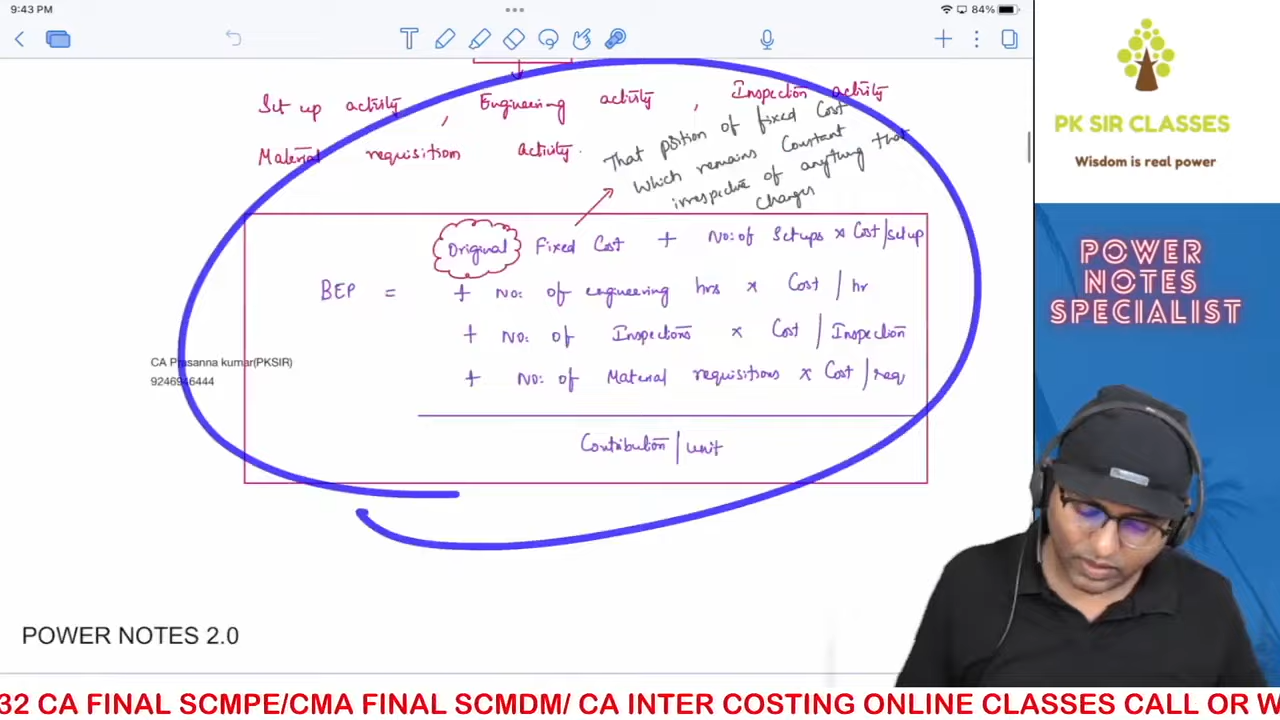 9:43 PM
84%
Set up activity, Engineering activity, Inspection activity
Material requisition activity.
That position of fixed Cost
Which remains Constant
irrespective of anything that
Changes
Original Fixed Cost + No: of Setups x Cost/setup
BEP = + No: of engineering hrs x Cost / hr
+ No: of Inspections x Cost / Inspection
+ No: of Material requisitions x Cost / req
Contribution / unit
CA Prasanna kumar(PKSIR)
9246946444
POWER NOTES 2.0
PK SIR CLASSES
Wisdom is real power
POWER
NOTES
SPECIALIST
32 CA FINAL SCMPE/CMA FINAL SCMDM/ CA INTER COSTING ONLINE CLASSES CALL OR W